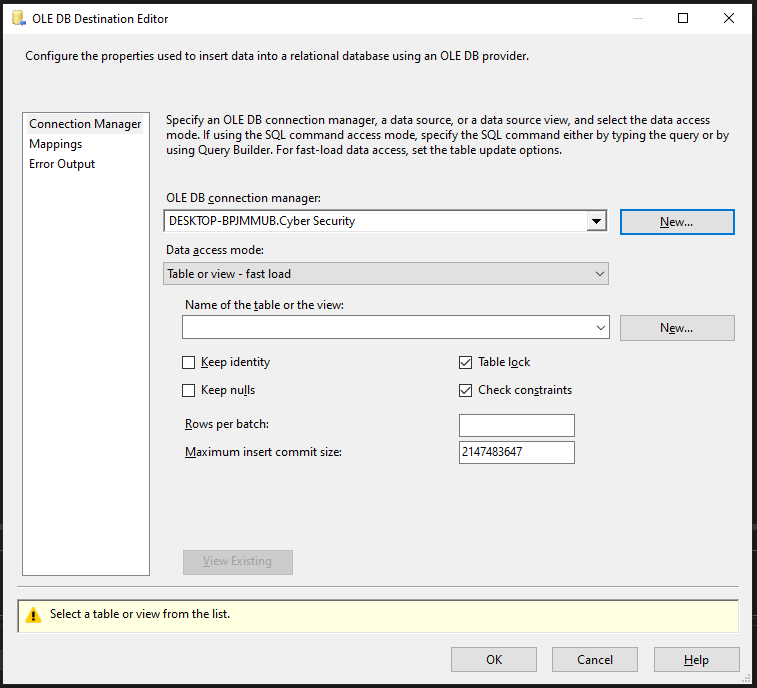 OLE DB Destination Editor
Configure the properties used to insert data into a relational database using an OLE DB provider.
Connection Manager
Mappings
Error Output
Specify an OLE DB connection manager, a data source, or a data source view, and select the data access
mode. If using the SQL command access mode, specify the SQL command either by typing the query or by
using Query Builder. For fast-load data access, set the table update options.
OLE DB connection manager:
DESKTOP-BPJMMUB.Cyber Security
New...
Data access mode:
Table or view - fast load
Name of the table or the view:
New...
Keep identity
Table lock
Keep nulls
Check constraints
Rows per batch:
Maximum insert commit size:
2147483647
View Existing
Select a table or view from the list.
OK
Cancel
Help